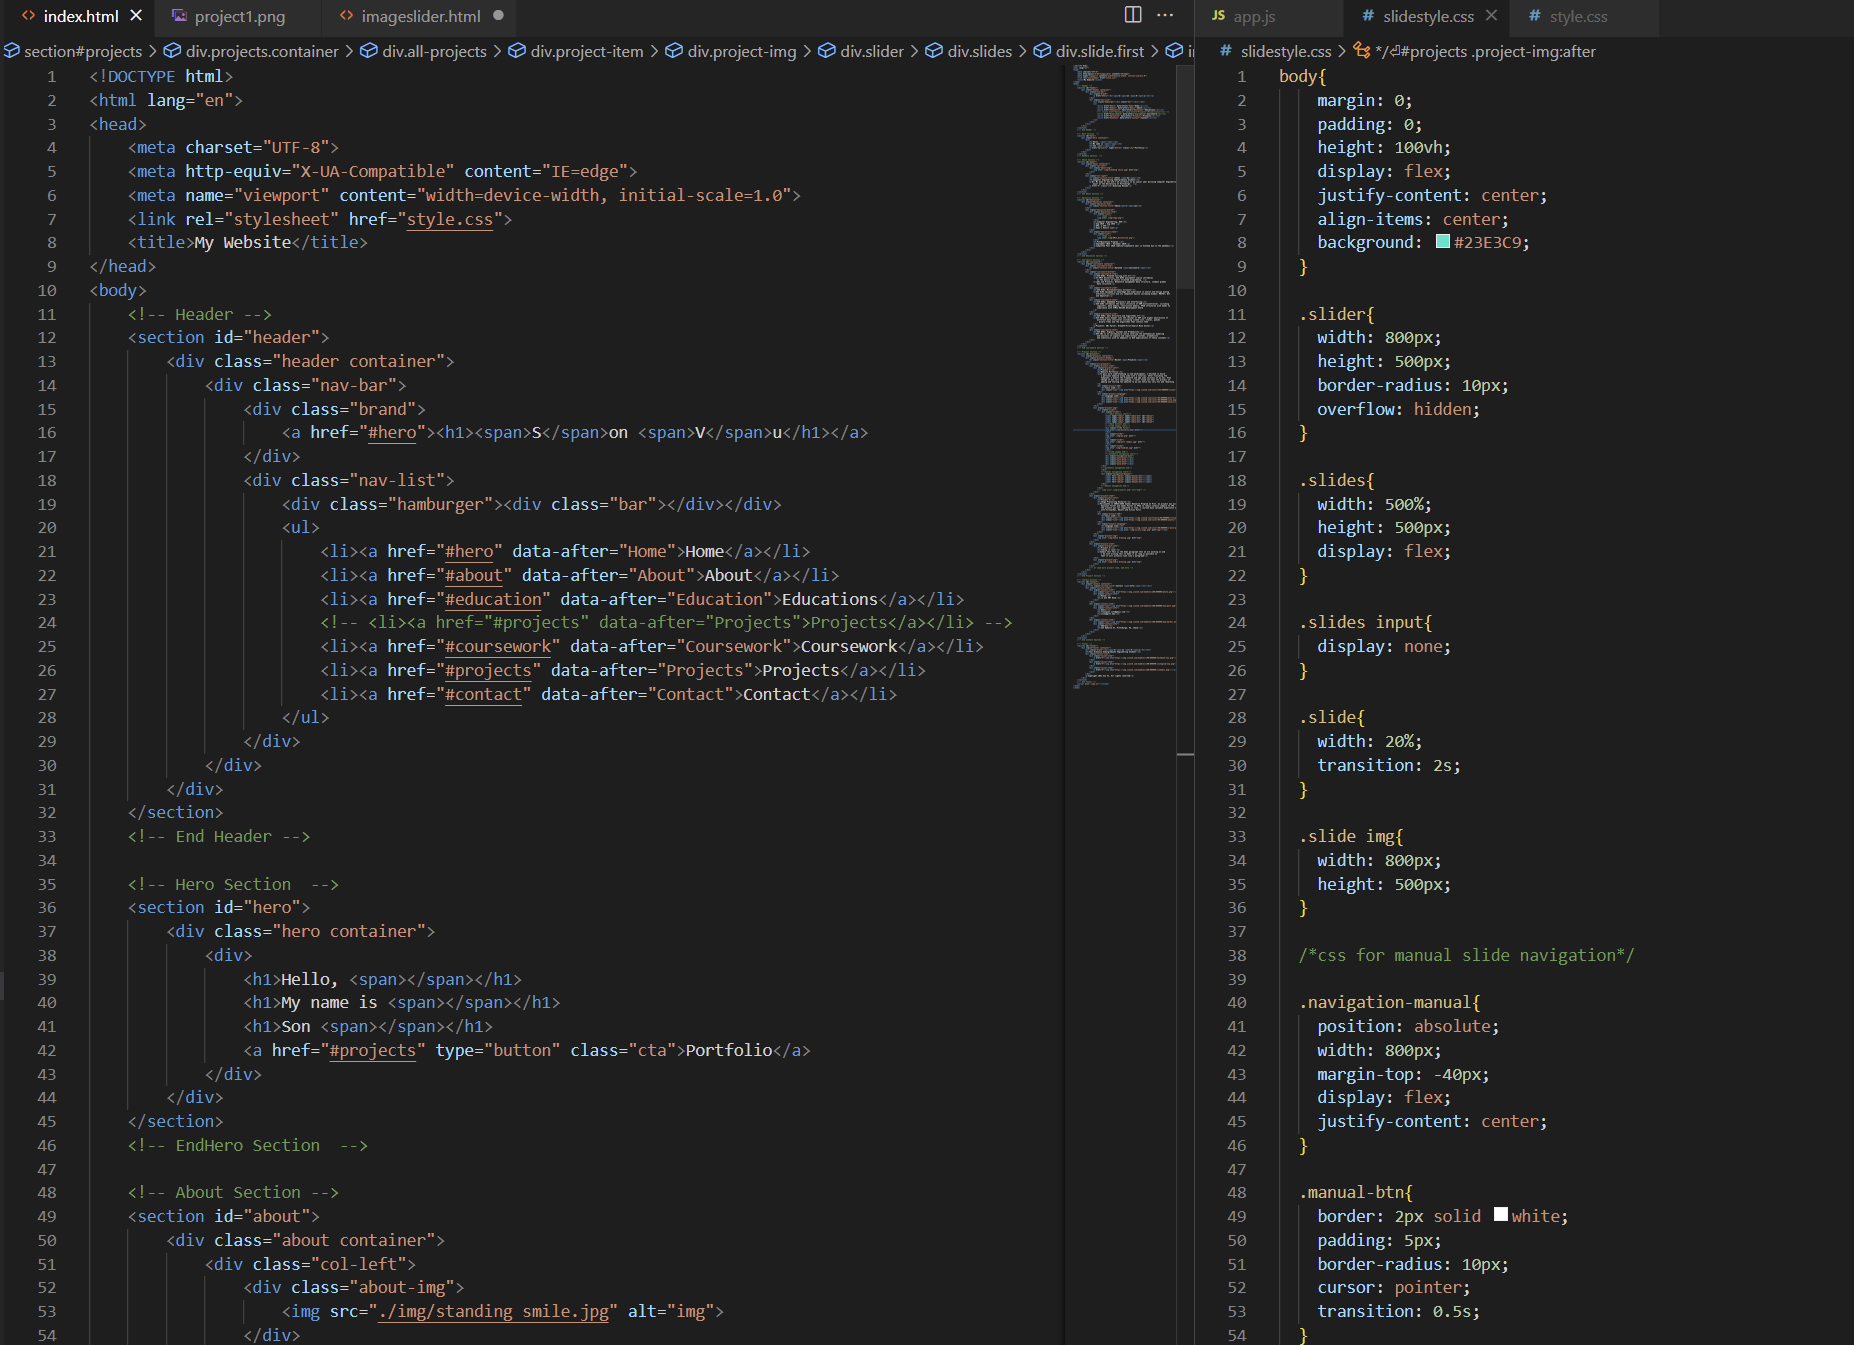 index.html
project1.png
imageslider.html
section#projects > div.projects.container > div.all-projects > div.project-item > div.project-img > div.slider > div.slides > div.slide.first >
1 <!DOCTYPE html>
2 <html lang="en">
3 <head>
4 <meta charset="UTF-8">
5 <meta http-equiv="X-UA-Compatible" content="IE=edge">
6 <meta name="viewport" content="width=device-width, initial-scale=1.0">
7 <link rel="stylesheet" href="style.css">
8 <title>My Website</title>
9 </head>
10 <body>
11 <!-- Header -->
12 <section id="header">
13 <div class="header container">
14 <div class="nav-bar">
15 <div class="brand">
16 <a href="#hero"><h1><span>S</span>on <span>V</span>u</h1></a>
17 </div>
18 <div class="nav-list">
19 <div class="hamburger"><div class="bar"></div></div>
20 <ul>
21 <li><a href="#hero" data-after="Home">Home</a></li>
22 <li><a href="#about" data-after="About">About</a></li>
23 <li><a href="#education" data-after="Education">Educations</a></li>
24 <!-- <li><a href="#projects" data-after="Projects">Projects</a></li> -->
25 <li><a href="#coursework" data-after="Coursework">Coursework</a></li>
26 <li><a href="#projects" data-after="Projects">Projects</a></li>
27 <li><a href="#contact" data-after="Contact">Contact</a></li>
28 </ul>
29 </div>
30 </div>
31 </div>
32 </section>
33 <!-- End Header -->
34
35 <!-- Hero Section  -->
36 <section id="hero">
37 <div class="hero container">
38 <div>
39 <h1>Hello, <span></span></h1>
40 <h1>My name is <span></span></h1>
41 <h1>Son <span></span></h1>
42 <a href="#projects" type="button" class="cta">Portfolio</a>
43 </div>
44 </div>
45 </section>
46 <!-- EndHero Section  -->
47
48 <!-- About Section -->
49 <section id="about">
50 <div class="about container">
51 <div class="col-left">
52 <div class="about-img">
53 <img src="./img/standing smile.jpg" alt="img">
54 </div>
JS app.js
# slidestyle.css
# style.css
# slidestyle.css > */⏎#projects .project-img:after
1 body{
2 margin: 0;
3 padding: 0;
4 height: 100vh;
5 display: flex;
6 justify-content: center;
7 align-items: center;
8 background: #23E3C9;
9 }
10
11 .slider{
12 width: 800px;
13 height: 500px;
14 border-radius: 10px;
15 overflow: hidden;
16 }
17
18 .slides{
19 width: 500%;
20 height: 500px;
21 display: flex;
22 }
23
24 .slides input{
25 display: none;
26 }
27
28 .slide{
29 width: 20%;
30 transition: 2s;
31 }
32
33 .slide img{
34 width: 800px;
35 height: 500px;
36 }
37
38 /*css for manual slide navigation*/
39
40 .navigation-manual{
41 position: absolute;
42 width: 800px;
43 margin-top: -40px;
44 display: flex;
45 justify-content: center;
46 }
47
48 .manual-btn{
49 border: 2px solid white;
50 padding: 5px;
51 border-radius: 10px;
52 cursor: pointer;
53 transition: 0.5s;
54 }